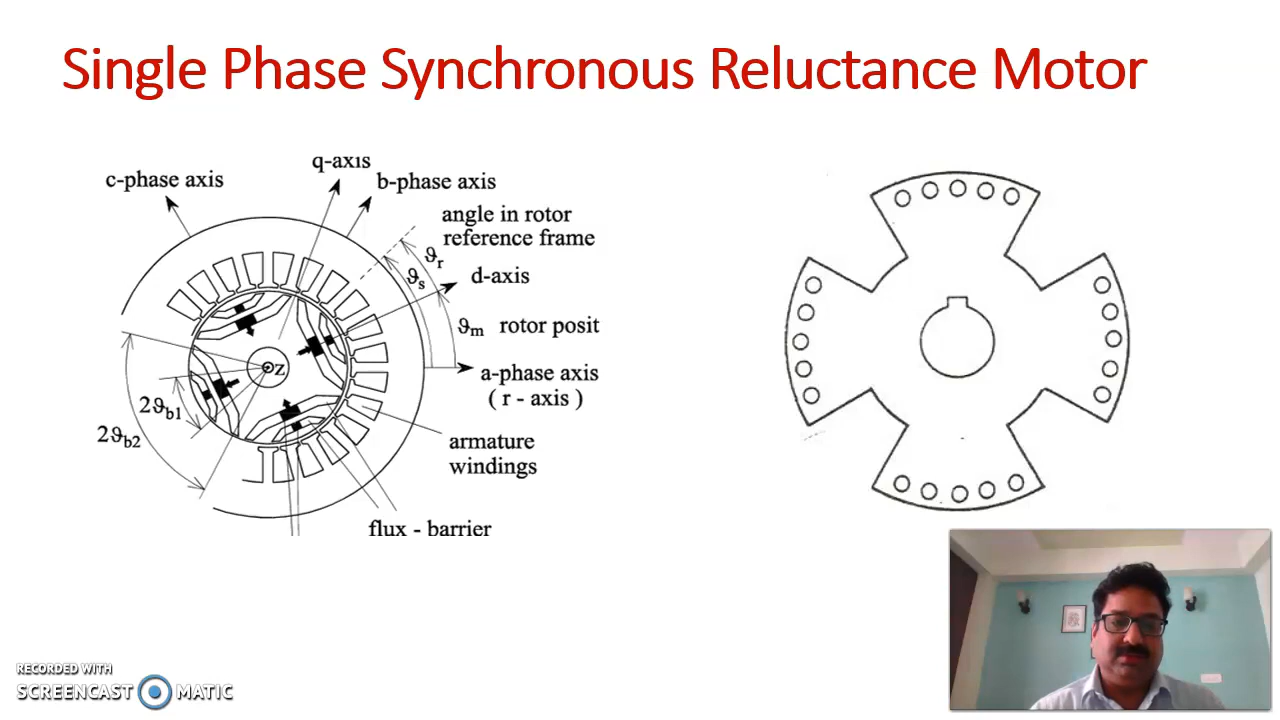 Single Phase Synchronous Reluctance Motor
q-axis
c-phase axis
b-phase axis
angle in rotor
reference frame
ϑr
ϑs
d-axis
ϑm rotor posit
z
a-phase axis
( r - axis )
2ϑb1
2ϑb2
armature
windings
flux - barrier
RECORDED WITH
SCREENCAST MATIC